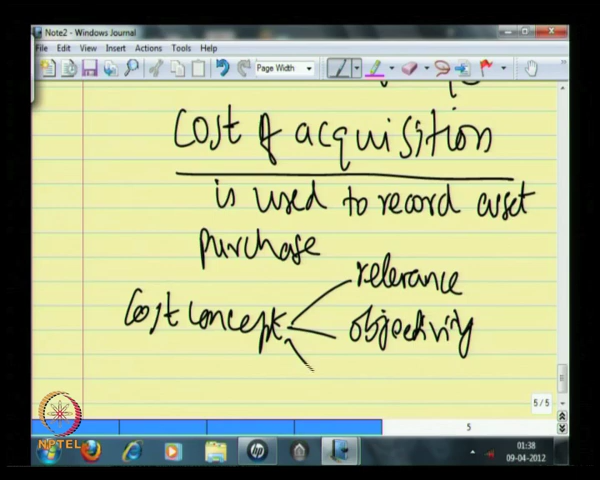 Note2 - Windows Journal
File Edit View Insert Actions Tools Help
Page Width
Cost of acquisition
is used to record asset
purchase
relevance
Cost concept
objectivity
5/5
5
NPTEL
hp
01:38
09-04-2012